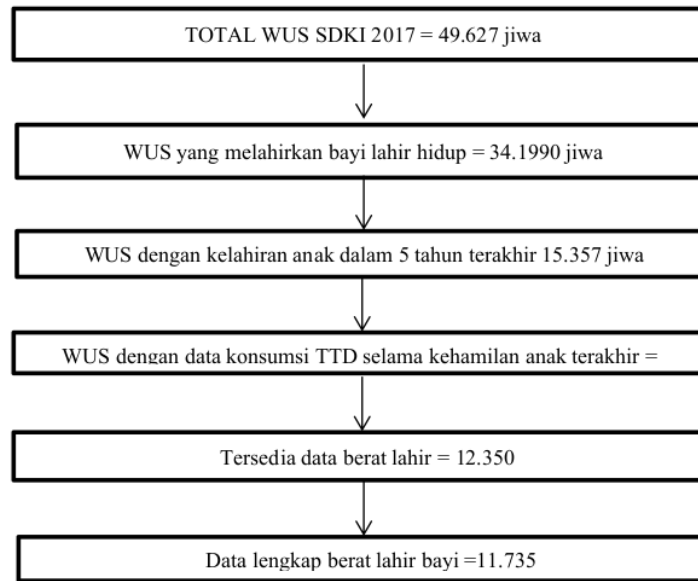 TOTAL WUS SDKI 2017 = 49.627 jiwa
WUS yang melahirkan bayi lahir hidup = 34.1990 jiwa
WUS dengan kelahiran anak dalam 5 tahun terakhir 15.357 jiwa
WUS dengan data konsumsi TTD selama kehamilan anak terakhir =
Tersedia data berat lahir = 12.350
Data lengkap berat lahir bayi =11.735